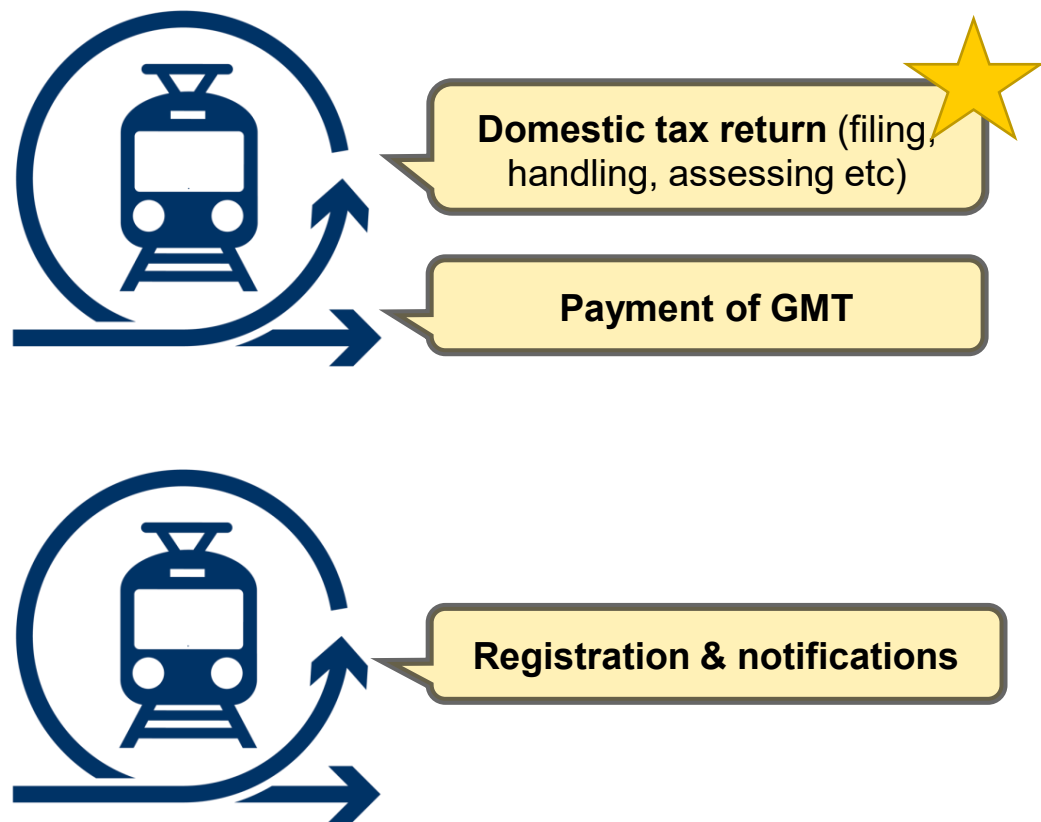 Domestic tax return (filing,
handling, assessing etc)
Payment of GMT
Registration & notifications